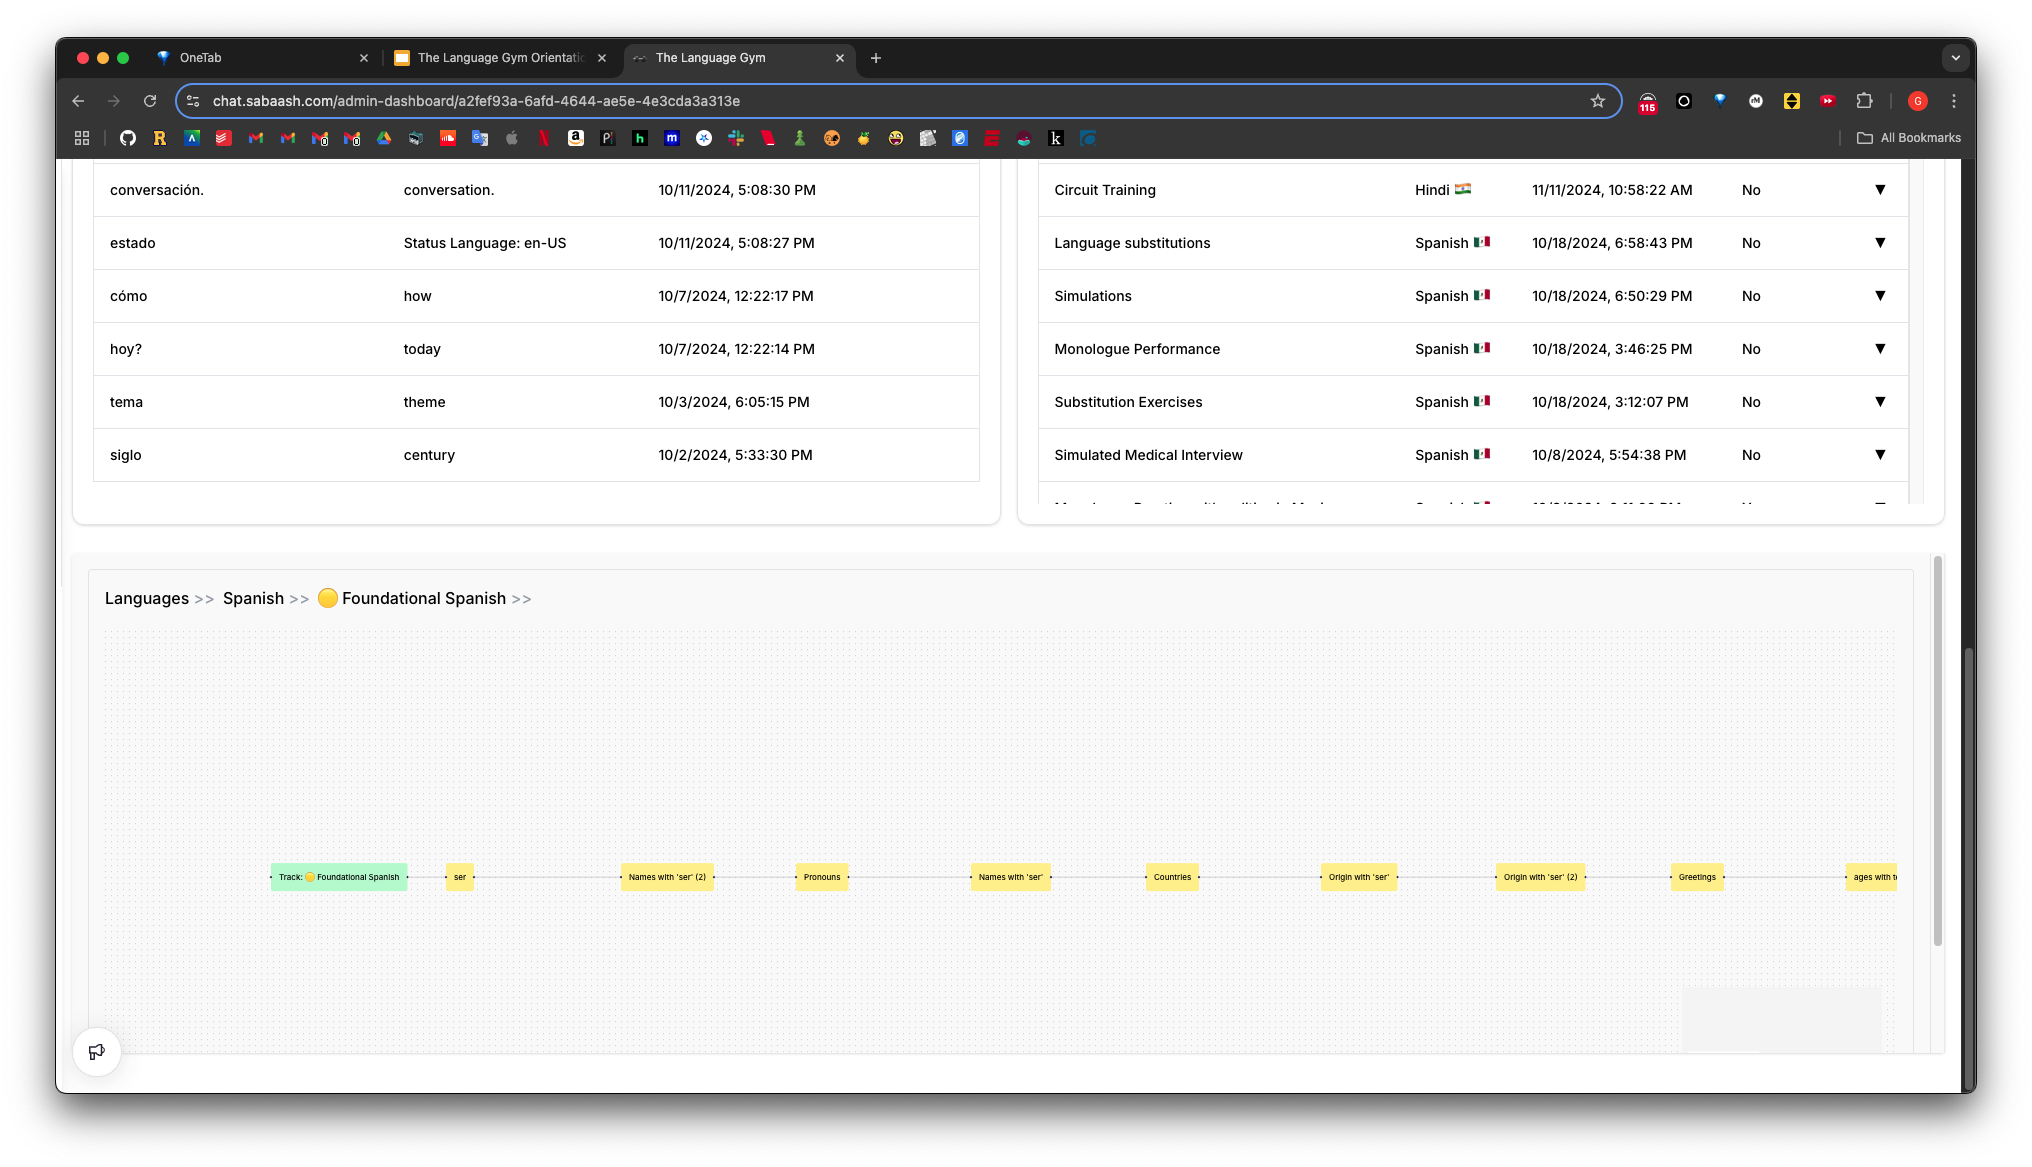 OneTab
The Language Gym Orientatio
The Language Gym
chat.sabaash.com/admin-dashboard/a2fef93a-6afd-4644-ae5e-4e3cda3a313e
115
G
All Bookmarks
conversación. conversation. 10/11/2024, 5:08:30 PM
estado Status Language: en-US 10/11/2024, 5:08:27 PM
cómo how 10/7/2024, 12:22:17 PM
hoy? today 10/7/2024, 12:22:14 PM
tema theme 10/3/2024, 6:05:15 PM
siglo century 10/2/2024, 5:33:30 PM
Circuit Training Hindi 🇮🇳 11/11/2024, 10:58:22 AM No ▼
Language substitutions Spanish 🇲🇽 10/18/2024, 6:58:43 PM No ▼
Simulations Spanish 🇲🇽 10/18/2024, 6:50:29 PM No ▼
Monologue Performance Spanish 🇲🇽 10/18/2024, 3:46:25 PM No ▼
Substitution Exercises Spanish 🇲🇽 10/18/2024, 3:12:07 PM No ▼
Simulated Medical Interview Spanish 🇲🇽 10/8/2024, 5:54:38 PM No ▼
Languages >> Spanish >> 🟡 Foundational Spanish >>
Track: 🟡 Foundational Spanish
ser
Names with 'ser' (2)
Pronouns
Names with 'ser'
Countries
Origin with 'ser'
Origin with 'ser' (2)
Greetings
ages with t